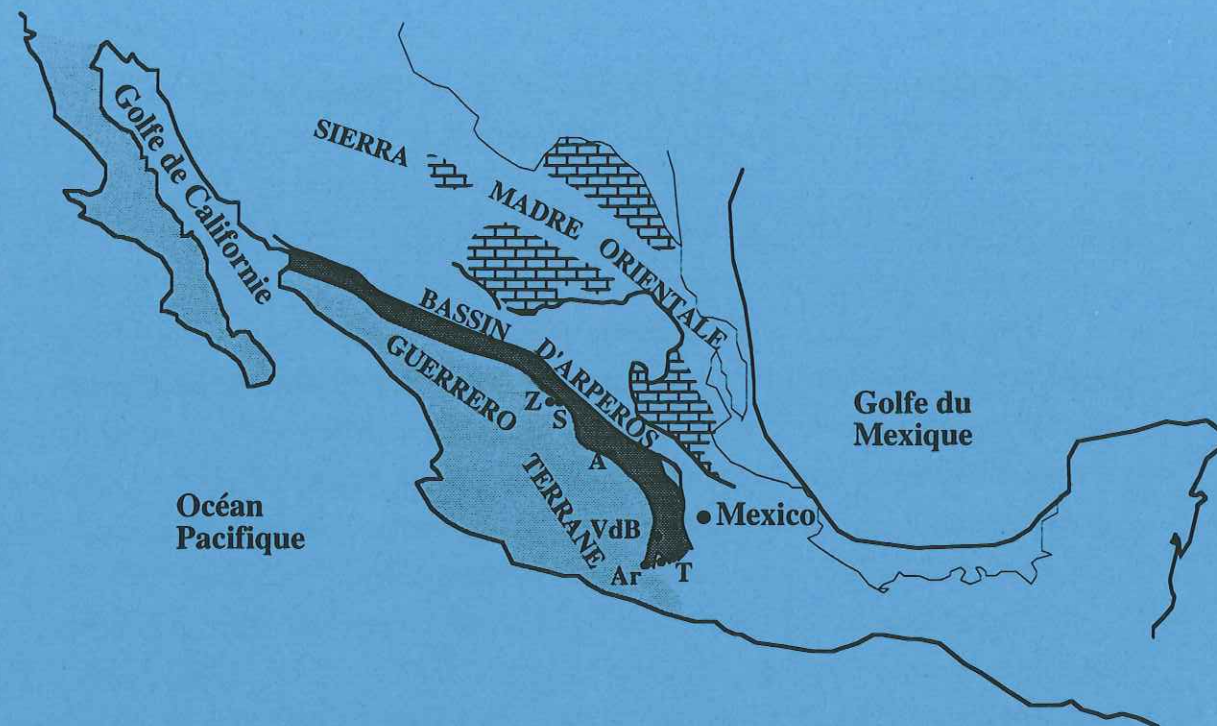 Golfe de Californie
SIERRA MADRE ORIENTALE
BASSIN D'ARPEROS
GUERRERO
TERRANE
Z
S
A
VdB
Ar
T
Mexico
Golfe du
Mexique
Océan
Pacifique